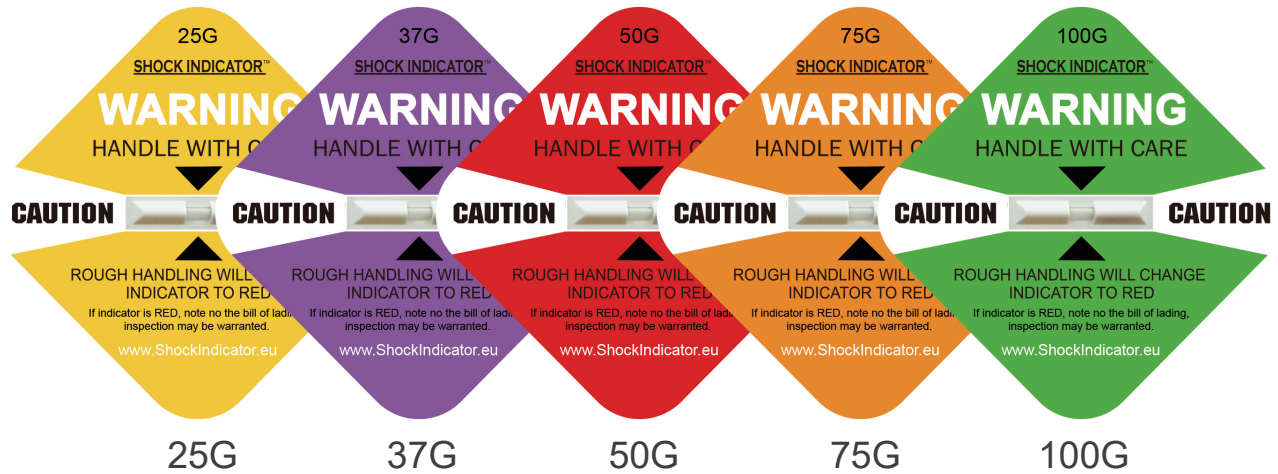 25G
SHOCK INDICATOR™
WARNING
HANDLE WITH C
CAUTION
ROUGH HANDLING WILL
INDICATOR TO RED
If indicator is RED, note no the bill of ladi
inspection may be warranted.
www.ShockIndicator.eu
25G
37G
SHOCK INDICATOR™
WARNING
HANDLE WITH C
CAUTION
ROUGH HANDLING WILL
INDICATOR TO RED
If indicator is RED, note no the bill of ladi
inspection may be warranted.
www.ShockIndicator.eu
37G
50G
SHOCK INDICATOR™
WARNING
HANDLE WITH C
CAUTION
ROUGH HANDLING WILL
INDICATOR TO RED
If indicator is RED, note no the bill of ladi
inspection may be warranted.
www.ShockIndicator.eu
50G
75G
SHOCK INDICATOR™
WARNING
HANDLE WITH C
CAUTION
ROUGH HANDLING WILL
INDICATOR TO RED
If indicator is RED, note no the bill of ladi
inspection may be warranted.
www.ShockIndicator.eu
75G
100G
SHOCK INDICATOR™
WARNING
HANDLE WITH CARE
CAUTION CAUTION
ROUGH HANDLING WILL CHANGE
INDICATOR TO RED
If indicator is RED, note no the bill of lading,
inspection may be warranted.
www.ShockIndicator.eu
100G